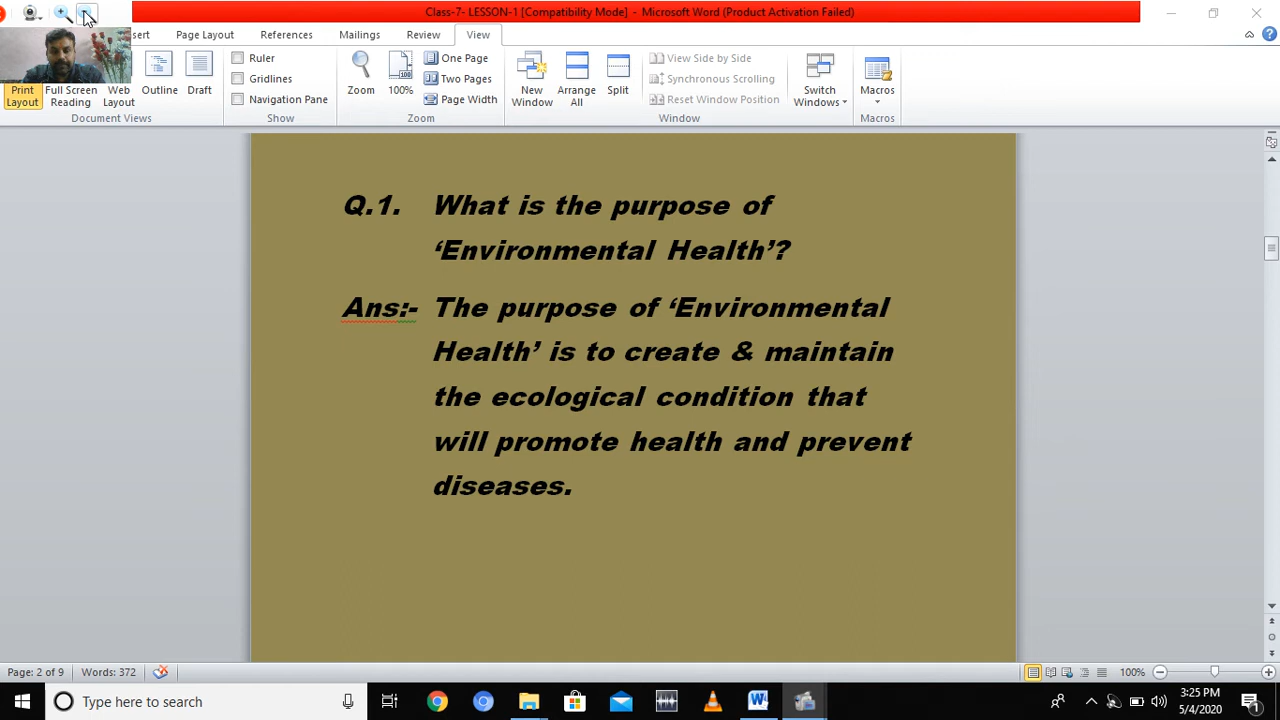 Class-7- LESSON-1 [Compatibility Mode] - Microsoft Word (Product Activation Failed)
Page Layout References Mailings Review View
Print Layout
Full Screen Reading
Web Layout
Outline
Draft
Document Views
Ruler
Gridlines
Navigation Pane
Show
Zoom
100
100%
One Page
Two Pages
Page Width
Zoom
New Window
Arrange All
Split
View Side by Side
Synchronous Scrolling
Reset Window Position
Window
Switch Windows
Macros
Macros
Q.1. What is the purpose of
‘Environmental Health’?
Ans:- The purpose of ‘Environmental
Health’ is to create & maintain
the ecological condition that
will promote health and prevent
diseases.
Page: 2 of 9 Words: 372 100%
Type here to search
3:25 PM
5/4/2020